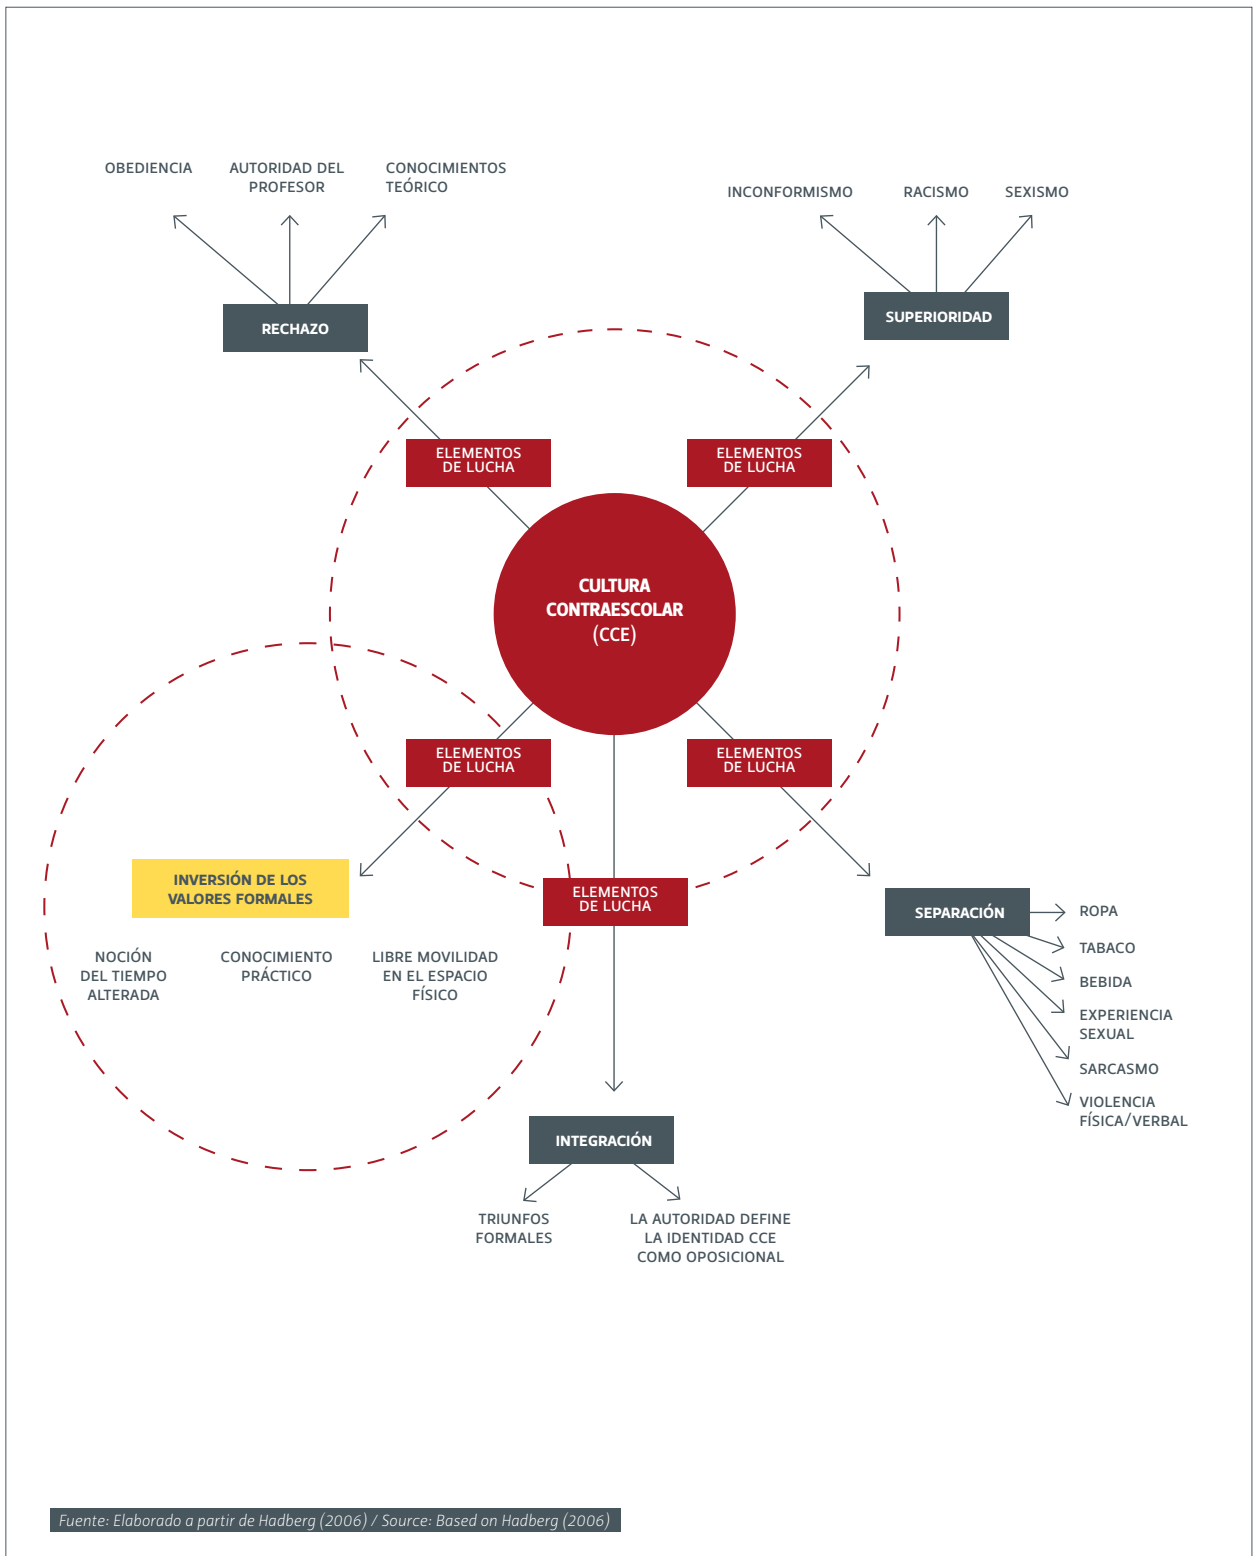 OBEDIENCIA
AUTORIDAD DEL
PROFESOR
CONOCIMIENTOS
TEÓRICO
INCONFORMISMO
RACISMO
SEXISMO
RECHAZO
SUPERIORIDAD
ELEMENTOS
DE LUCHA
ELEMENTOS
DE LUCHA
CULTURA
CONTRAESCOLAR
(CCE)
ELEMENTOS
DE LUCHA
ELEMENTOS
DE LUCHA
INVERSIÓN DE LOS
VALORES FORMALES
NOCIÓN
DEL TIEMPO
ALTERADA
CONOCIMIENTO
PRÁCTICO
LIBRE MOVILIDAD
EN EL ESPACIO
FÍSICO
ELEMENTOS
DE LUCHA
SEPARACIÓN
ROPA
TABACO
BEBIDA
EXPERIENCIA
SEXUAL
SARCASMO
VIOLENCIA
FÍSICA/VERBAL
INTEGRACIÓN
TRIUNFOS
FORMALES
LA AUTORIDAD DEFINE
LA IDENTIDAD CCE
COMO OPOSICIONAL
Fuente: Elaborado a partir de Hadberg (2006) / Source: Based on Hadberg (2006)